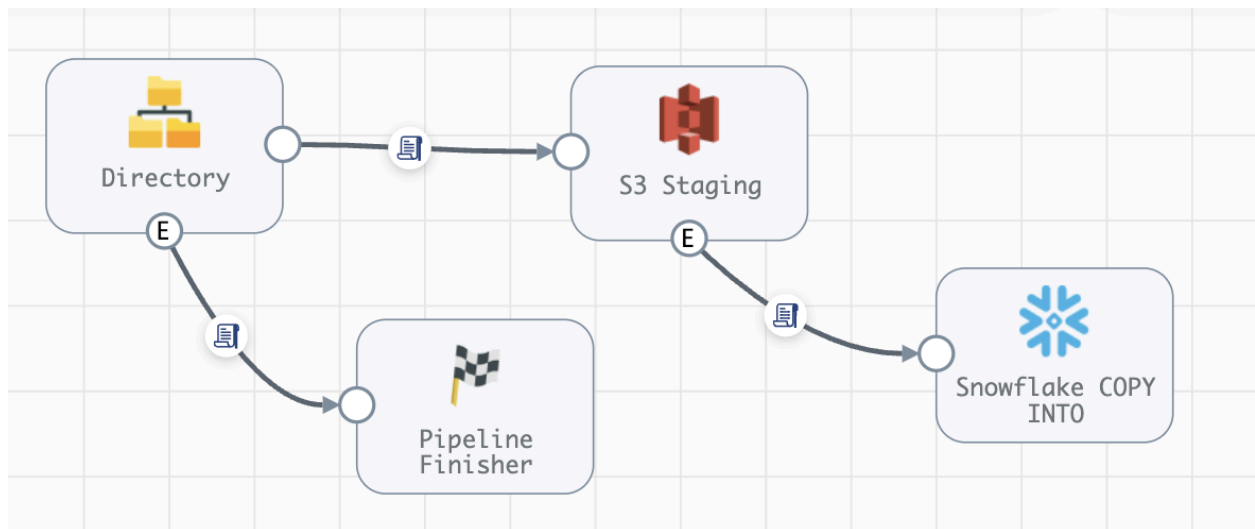 Directory
E
S3 Staging
E
Pipeline
Finisher
Snowflake COPY
INTO